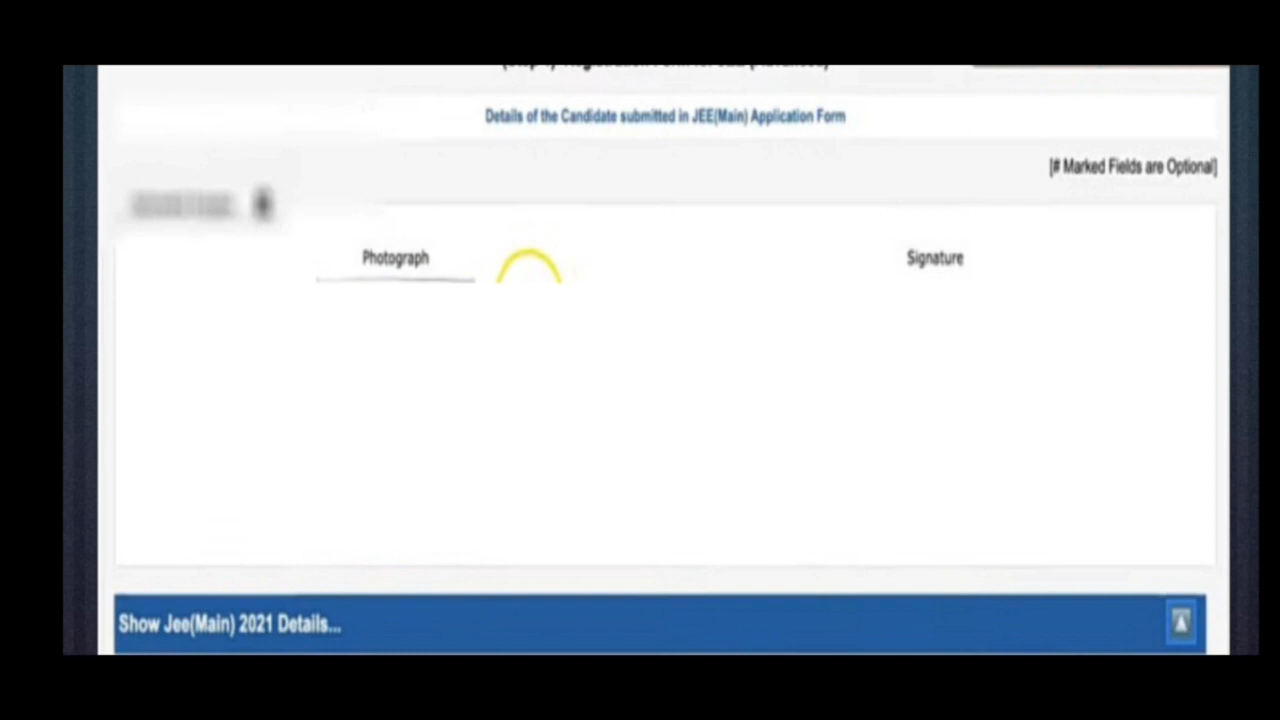 Details of the Candidate submitted in JEE(Main) Application Form
[# Marked Fields are Optional]
Photograph
Signature
Show Jee(Main) 2021 Details...